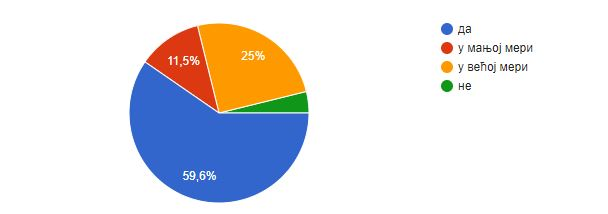 да
у мањој мери
у већој мери
не
11,5%
25%
59,6%